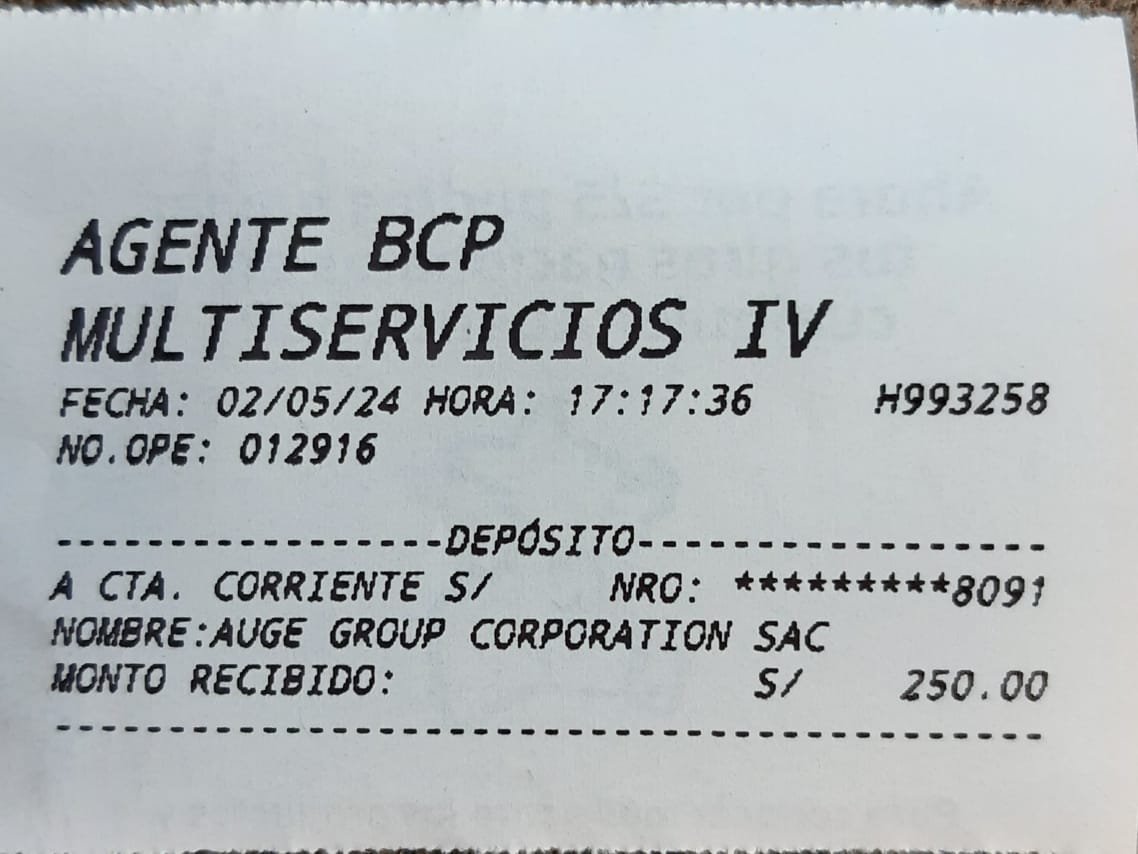 AGENTE BCP
MULTISERVICIOS IV
FECHA: 02/05/24 HORA: 17:17:36 H993258
NO.OPE: 012916
------------------DEPÓSITO-------------------
A CTA. CORRIENTE S/ NRO: *********8091
NOMBRE:AUGE GROUP CORPORATION SAC
MONTO RECIBIDO: S/ 250.00
---------------------------------------------